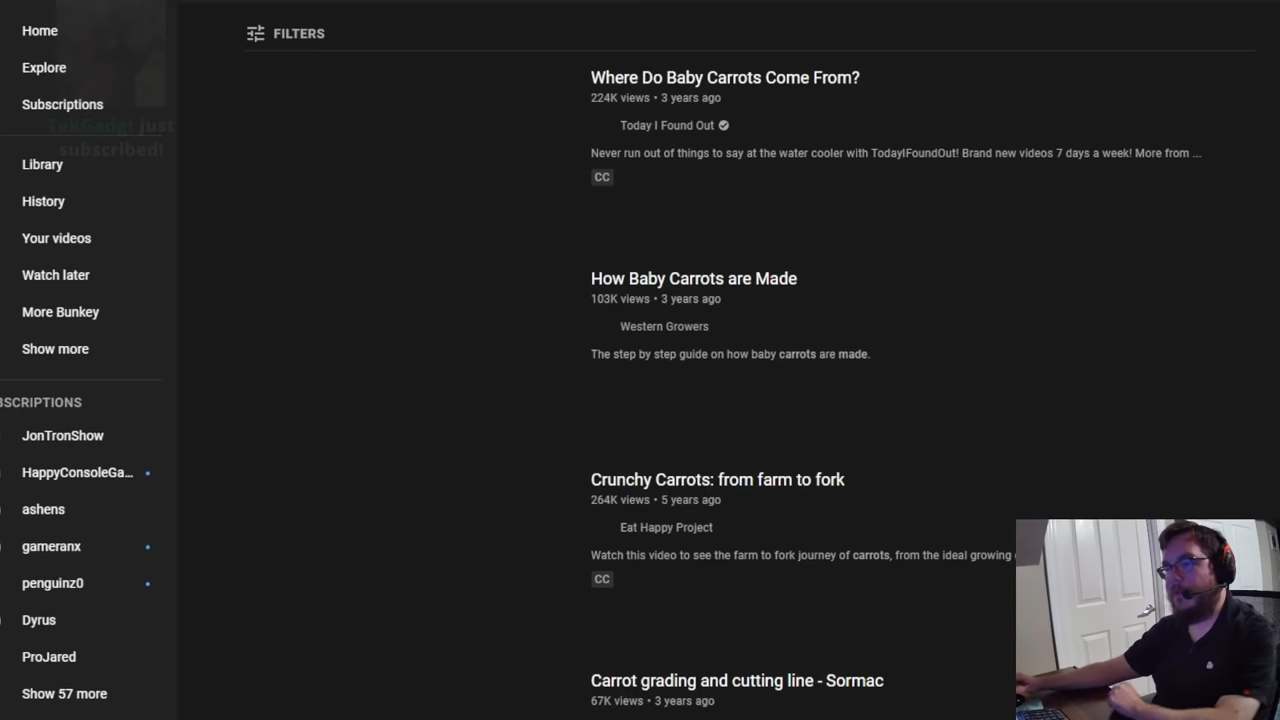 Home
Explore
Subscriptions
TekGadgt just
subscribed!
Library
History
Your videos
Watch later
More Bunkey
Show more
BSCRIPTIONS
JonTronShow
HappyConsoleGa...
ashens
gameranx
penguinz0
Dyrus
ProJared
Show 57 more
FILTERS
Where Do Baby Carrots Come From?
224K views • 3 years ago
Today I Found Out
Never run out of things to say at the water cooler with TodayIFoundOut! Brand new videos 7 days a week! More from ...
CC
How Baby Carrots are Made
103K views • 3 years ago
Western Growers
The step by step guide on how baby carrots are made.
Crunchy Carrots: from farm to fork
264K views • 5 years ago
Eat Happy Project
Watch this video to see the farm to fork journey of carrots, from the ideal growing
CC
Carrot grading and cutting line - Sormac
67K views • 3 years ago